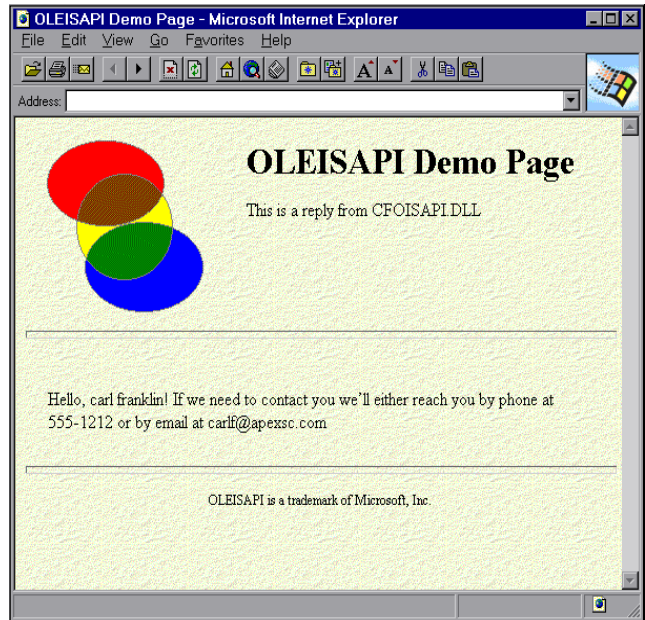 OLEISAPI Demo Page - Microsoft Internet Explorer
File Edit View Go Favorites Help
A A
Address:
OLEISAPI Demo Page
This is a reply from CFOISAPI.DLL
Hello, carl franklin! If we need to contact you we'll either reach you by phone at
555-1212 or by email at carlf@apexsc.com
OLEISAPI is a trademark of Microsoft, Inc.